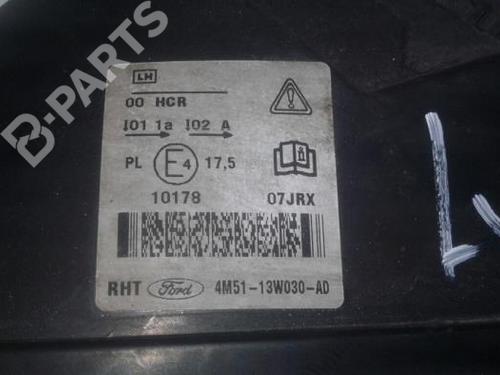 B-PARTS
LH
00 HCR
I01 1a I02 A
PL E4 17,5
10178 07JRX
RHT Ford 4M51-13W030-AD